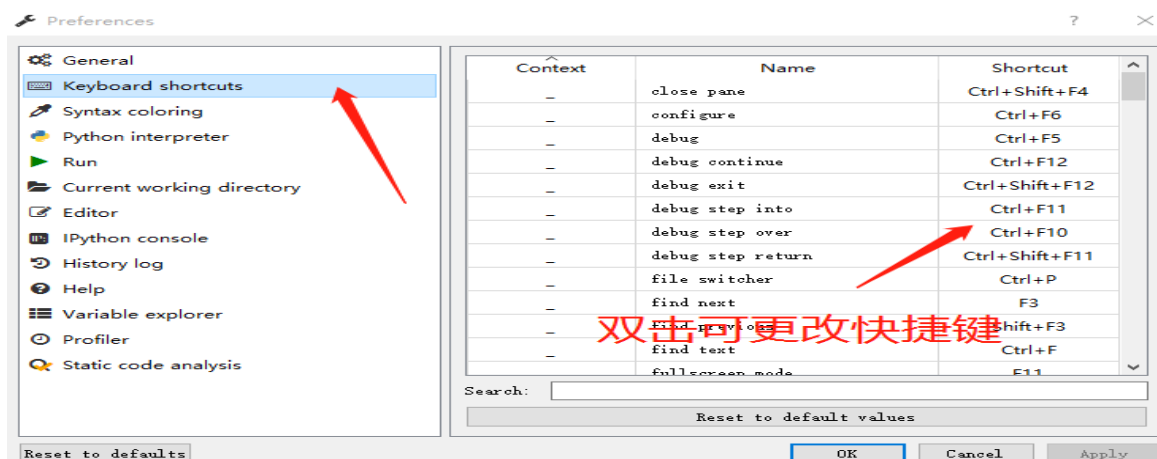 Preferences
General
Keyboard shortcuts
Syntax coloring
Python interpreter
Run
Current working directory
Editor
IPython console
History log
Help
Variable explorer
Profiler
Static code analysis
Context Name Shortcut
_ close pane Ctrl+Shift+F4
_ configure Ctrl+F6
_ debug Ctrl+F5
_ debug continue Ctrl+F12
_ debug exit Ctrl+Shift+F12
_ debug step into Ctrl+F11
_ debug step over Ctrl+F10
_ debug step return Ctrl+Shift+F11
_ file switcher Ctrl+P
_ find next F3
_ find previous Shift+F3
双击可更改快捷键
_ find text Ctrl+F
fullscreen mode F11
Search:
Reset to default values
Reset to defaults
OK Cancel Apply